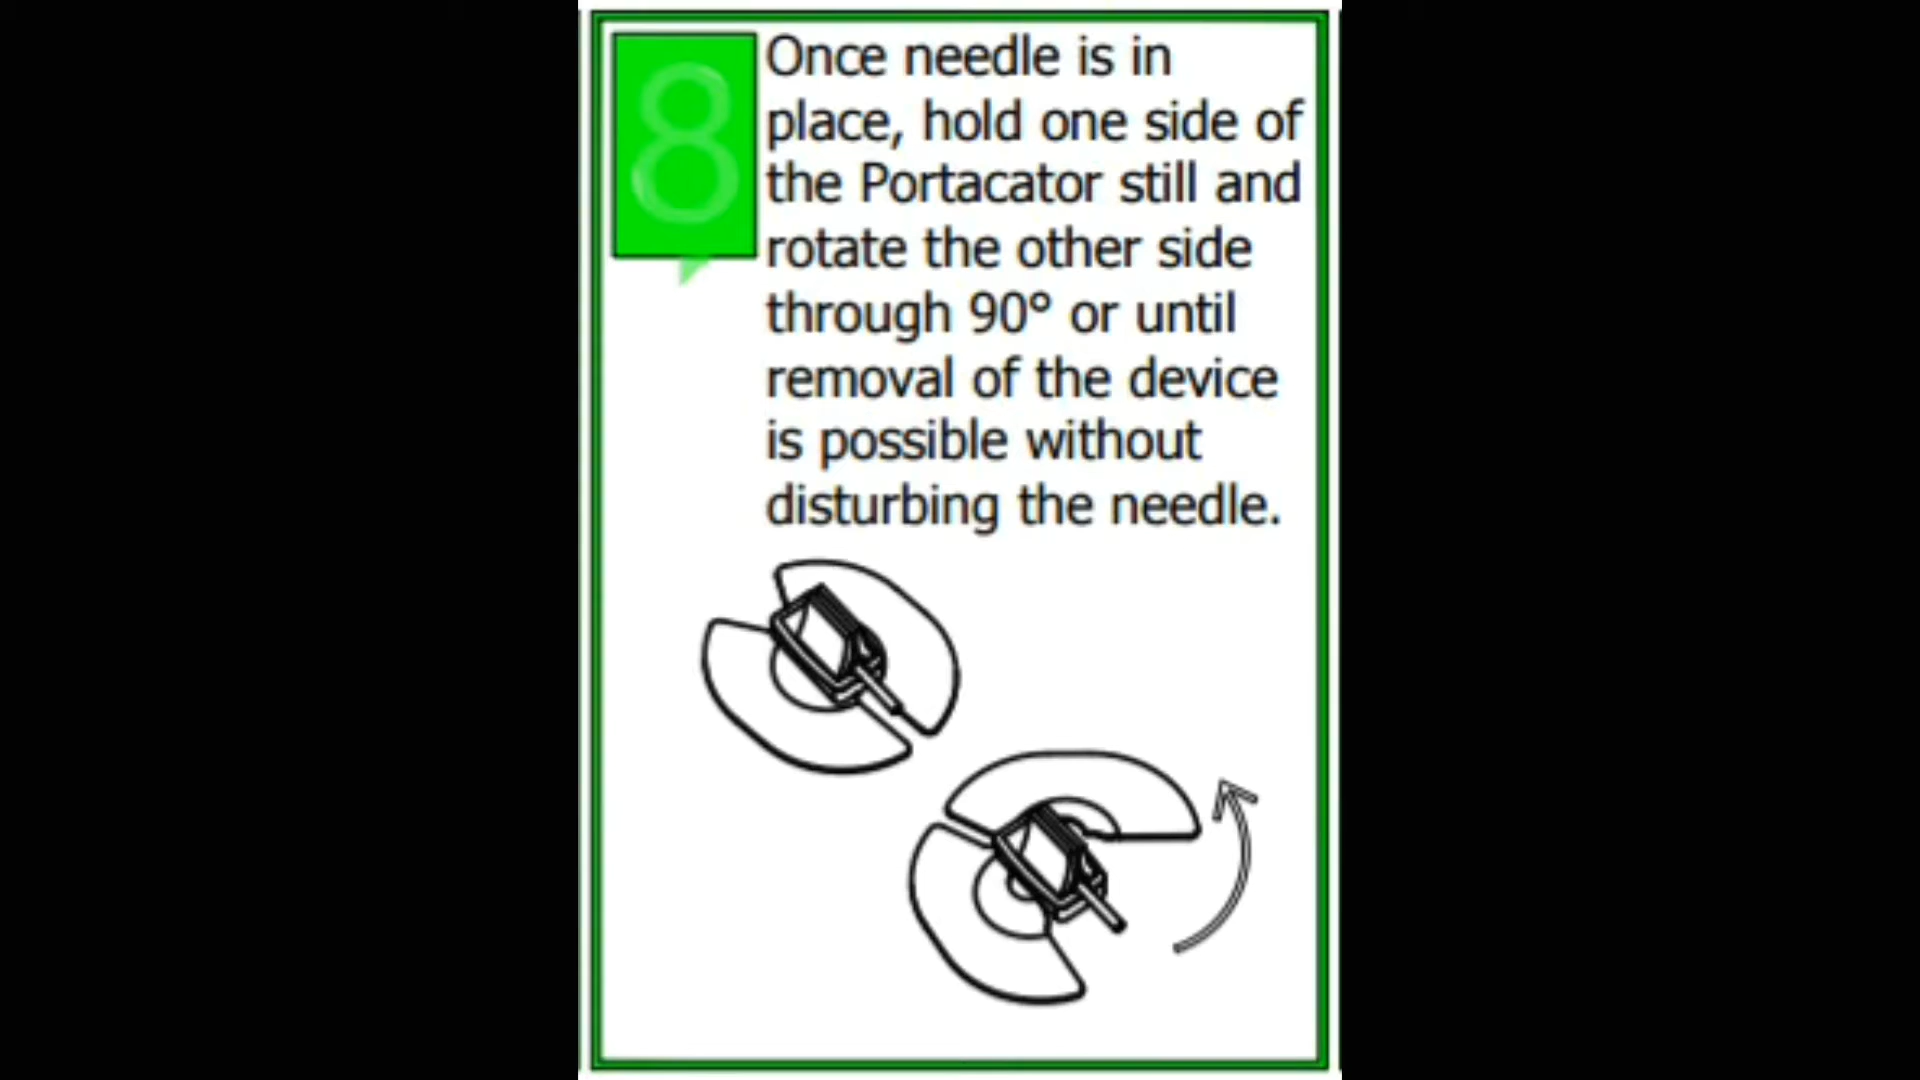 8
Once needle is in
place, hold one side of
the Portacator still and
rotate the other side
through 90° or until
removal of the device
is possible without
disturbing the needle.